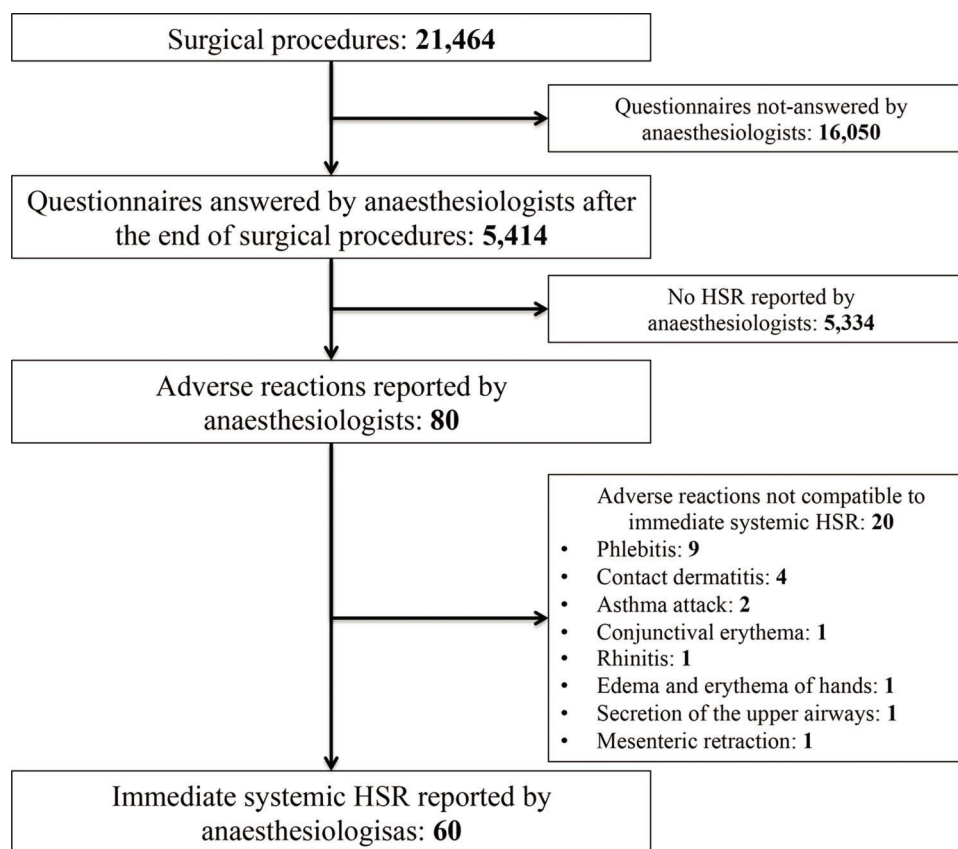 Surgical procedures: 21,464
Questionnaires not-answered by
anaesthesiologists: 16,050
Questionnaires answered by anaesthesiologists after
the end of surgical procedures: 5,414
No HSR reported by
anaesthesiologists: 5,334
Adverse reactions reported by
anaesthesiologists: 80
Adverse reactions not compatible to
immediate systemic HSR: 20
• Phlebitis: 9
• Contact dermatitis: 4
• Asthma attack: 2
• Conjunctival erythema: 1
• Rhinitis: 1
• Edema and erythema of hands: 1
• Secretion of the upper airways: 1
• Mesenteric retraction: 1
Immediate systemic HSR reported by
anaesthesiologisas: 60